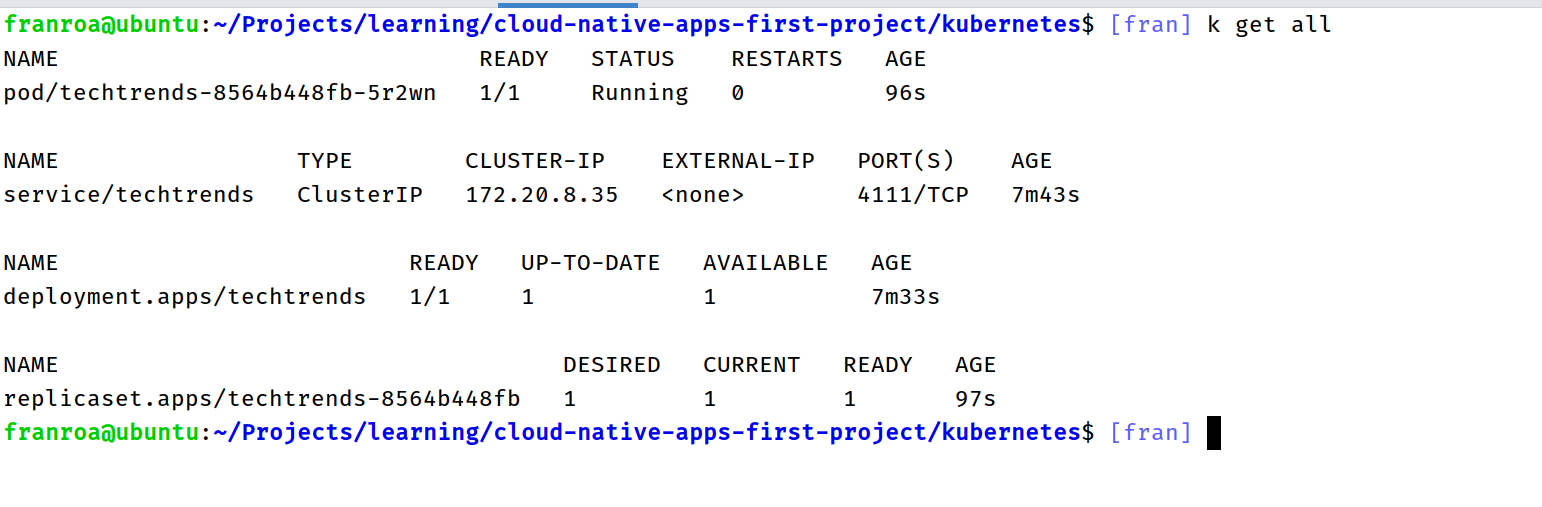 franroa@ubuntu:~/Projects/learning/cloud-native-apps-first-project/kubernetes$ [fran] k get all
NAME                              READY   STATUS    RESTARTS   AGE
pod/techtrends-8564b448fb-5r2wn   1/1     Running   0          96s

NAME                 TYPE        CLUSTER-IP    EXTERNAL-IP   PORT(S)    AGE
service/techtrends   ClusterIP   172.20.8.35   <none>        4111/TCP   7m43s

NAME                         READY   UP-TO-DATE   AVAILABLE   AGE
deployment.apps/techtrends   1/1     1            1           7m33s

NAME                                    DESIRED   CURRENT   READY   AGE
replicaset.apps/techtrends-8564b448fb   1         1         1       97s
franroa@ubuntu:~/Projects/learning/cloud-native-apps-first-project/kubernetes$ [fran]